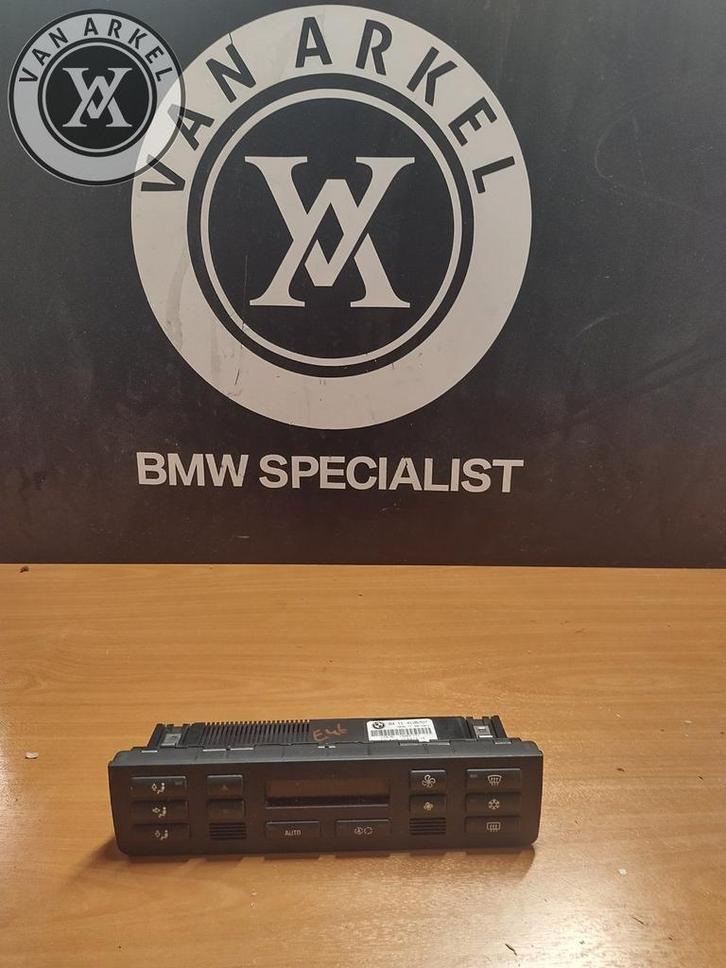 VAN ARKEL
VAN ARKEL
BMW SPECIALIST
E46
AUTO